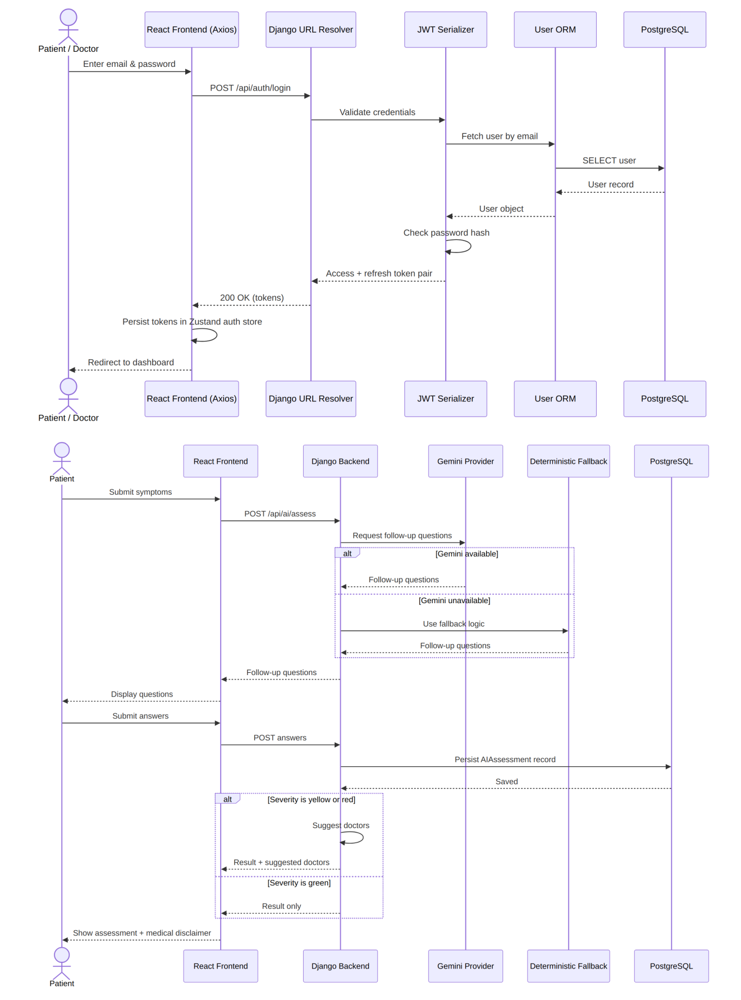 Patient / Doctor
React Frontend (Axios)
Django URL Resolver
JWT Serializer
User ORM
PostgreSQL
Enter email & password
POST /api/auth/login
Validate credentials
Fetch user by email
SELECT user
User record
User object
Check password hash
Access + refresh token pair
200 OK (tokens)
Persist tokens in Zustand auth store
Redirect to dashboard
Patient / Doctor
React Frontend (Axios)
Django URL Resolver
JWT Serializer
User ORM
PostgreSQL
Patient
React Frontend
Django Backend
Gemini Provider
Deterministic Fallback
PostgreSQL
Submit symptoms
POST /api/ai/assess
Request follow-up questions
alt
[Gemini available]
Follow-up questions
[Gemini unavailable]
Use fallback logic
Follow-up questions
Follow-up questions
Display questions
Submit answers
POST answers
Persist AIAssessment record
Saved
alt
[Severity is yellow or red]
Suggest doctors
Result + suggested doctors
[Severity is green]
Result only
Show assessment + medical disclaimer
Patient
React Frontend
Django Backend
Gemini Provider
Deterministic Fallback
PostgreSQL